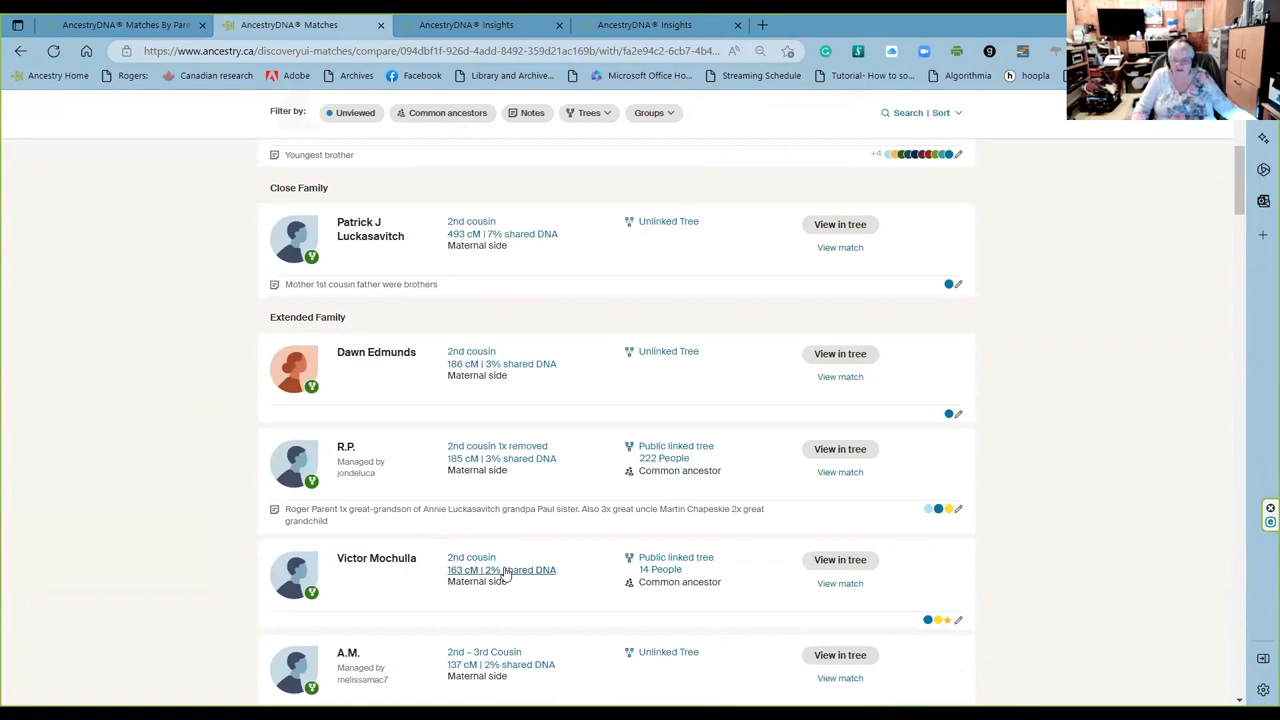 AncestryDNA® Matches By Pare
AncestryDNA® Matches
AncestryDNA® Insights
AncestryDNA® Insights
https://www.ancestry.ca/discoveryui-matches/compare/
Ancestry Home
Rogers:
Canadian research
Adobe
Archives
Facebook
Library and Archive...
Microsoft Office Ho...
Streaming Schedule
Tutorial- How to so...
Algorithmia
hoopla
Filter by:
Unviewed
Common ancestors
Notes
Trees
Groups
Search | Sort
Youngest brother
+4
Close Family
Patrick J
Luckasavitch
2nd cousin
493 cM | 7% shared DNA
Maternal side
Unlinked Tree
View in tree
View match
Mother 1st cousin father were brothers
Extended Family
Dawn Edmunds
2nd cousin
186 cM | 3% shared DNA
Maternal side
Unlinked Tree
View in tree
View match
R.P.
Managed by
jondeluca
2nd cousin 1x removed
185 cM | 3% shared DNA
Maternal side
Public linked tree
222 People
Common ancestor
View in tree
View match
Roger Parent 1x great-grandson of Annie Luckasavitch grandpa Paul sister. Also 3x great uncle Martin Chapeskie 2x great
grandchild
Victor Mochulla
2nd cousin
163 cM | 2% shared DNA
Maternal side
Public linked tree
14 People
Common ancestor
View in tree
View match
A.M.
Managed by
melissamac7
2nd – 3rd Cousin
137 cM | 2% shared DNA
Maternal side
Unlinked Tree
View in tree
View match